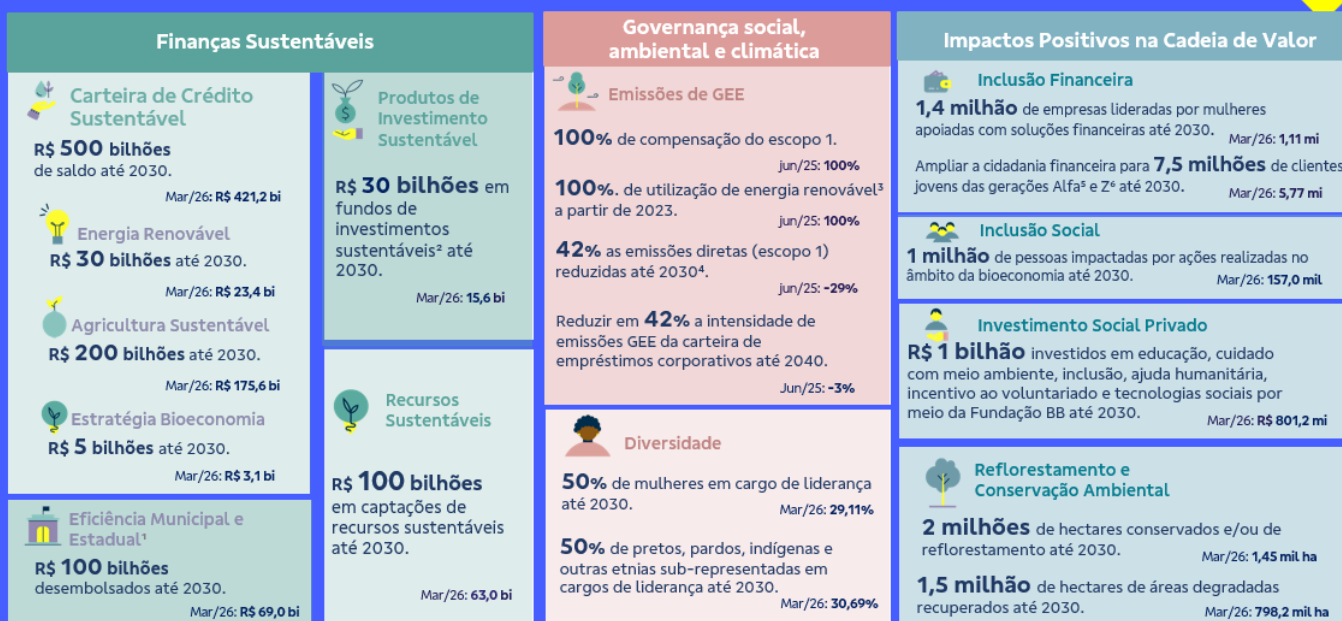 Finanças Sustentáveis
Carteira de Crédito
Sustentável
R$ 500 bilhões
de saldo até 2030.
Mar/26: R$ 421,2 bi
Energia Renovável
R$ 30 bilhões até 2030.
Mar/26: R$ 23,4 bi
Agricultura Sustentável
R$ 200 bilhões até 2030.
Mar/26: R$ 175,6 bi
Estratégia Bioeconomia
R$ 5 bilhões até 2030.
Mar/26: R$ 3,1 bi
Eficiência Municipal e
Estadual¹
R$ 100 bilhões
desembolsados até 2030.
Mar/26: R$ 69,0 bi
Produtos de
Investimento
Sustentável
R$ 30 bilhões em
fundos de
investimentos
sustentáveis² até
2030.
Mar/26: 15,6 bi
Recursos
Sustentáveis
R$ 100 bilhões
em captações de
recursos sustentáveis
até 2030.
Mar/26: 63,0 bi
Governança social,
ambiental e climática
Emissões de GEE
100% de compensação do escopo 1.
jun/25: 100%
100%. de utilização de energia renovável³
a partir de 2023.
jun/25: 100%
42% as emissões diretas (escopo 1)
reduzidas até 2030⁴.
jun/25: -29%
Reduzir em 42% a intensidade de
emissões GEE da carteira de
empréstimos corporativos até 2040.
Jun/25: -3%
Diversidade
50% de mulheres em cargo de liderança
até 2030.
Mar/26: 29,11%
50% de pretos, pardos, indígenas e
outras etnias sub-representadas em
cargos de liderança até 2030.
Mar/26: 30,69%
Impactos Positivos na Cadeia de Valor
Inclusão Financeira
1,4 milhão de empresas lideradas por mulheres
apoiadas com soluções financeiras até 2030.
Mar/26: 1,11 mi
Ampliar a cidadania financeira para 7,5 milhões de clientes
jovens das gerações Alfa⁵ e Z⁶ até 2030.
Mar/26: 5,77 mi
Inclusão Social
1 milhão de pessoas impactadas por ações realizadas no
âmbito da bioeconomia até 2030.
Mar/26: 157,0 mil
Investimento Social Privado
R$ 1 bilhão investidos em educação, cuidado
com meio ambiente, inclusão, ajuda humanitária,
incentivo ao voluntariado e tecnologias sociais por
meio da Fundação BB até 2030.
Mar/26: R$ 801,2 mi
Reflorestamento e
Conservação Ambiental
2 milhões de hectares conservados e/ou de
reflorestamento até 2030.
Mar/26: 1,45 mil ha
1,5 milhão de hectares de áreas degradadas
recuperados até 2030.
Mar/26: 798,2 mil ha